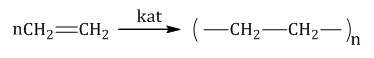 nCH₂=CH₂ kat → ( —CH₂—CH₂— )ₙ